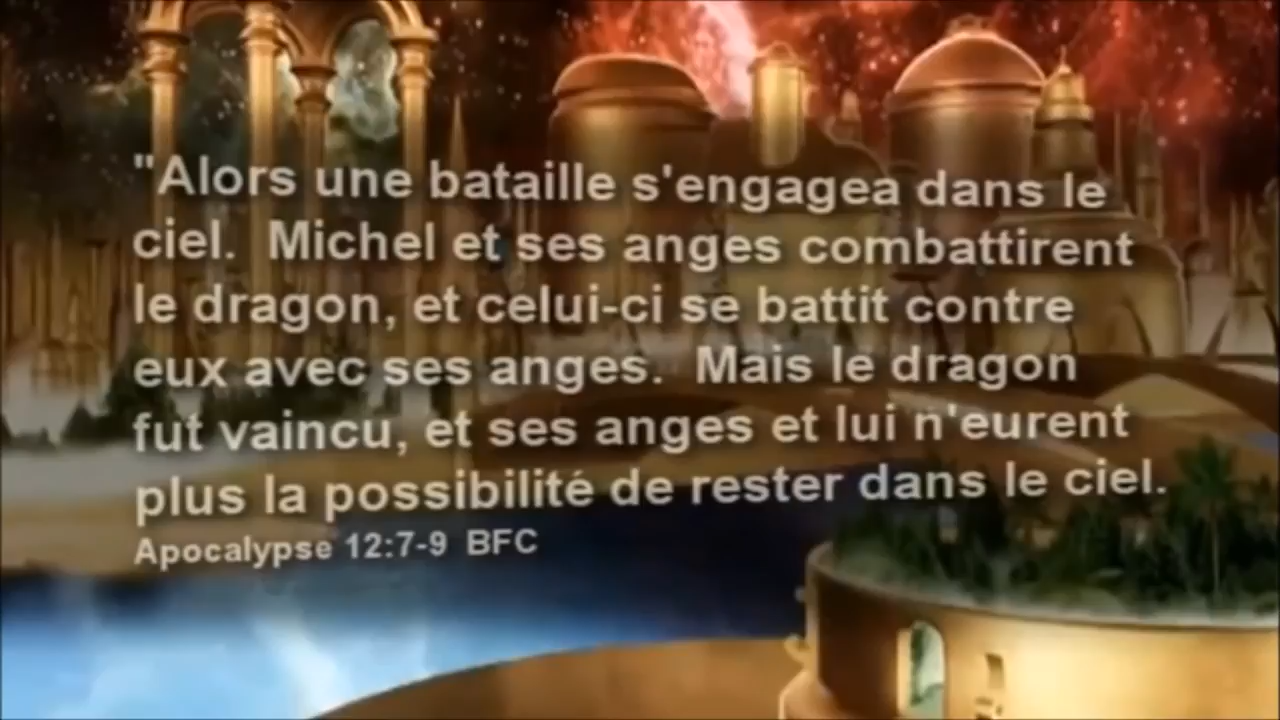 "Alors une bataille s'engagea dans le
ciel.  Michel et ses anges combattirent
le dragon, et celui-ci se battit contre
eux avec ses anges.  Mais le dragon
fut vaincu, et ses anges et lui n'eurent
plus la possibilité de rester dans le ciel.
Apocalypse 12:7-9  BFC